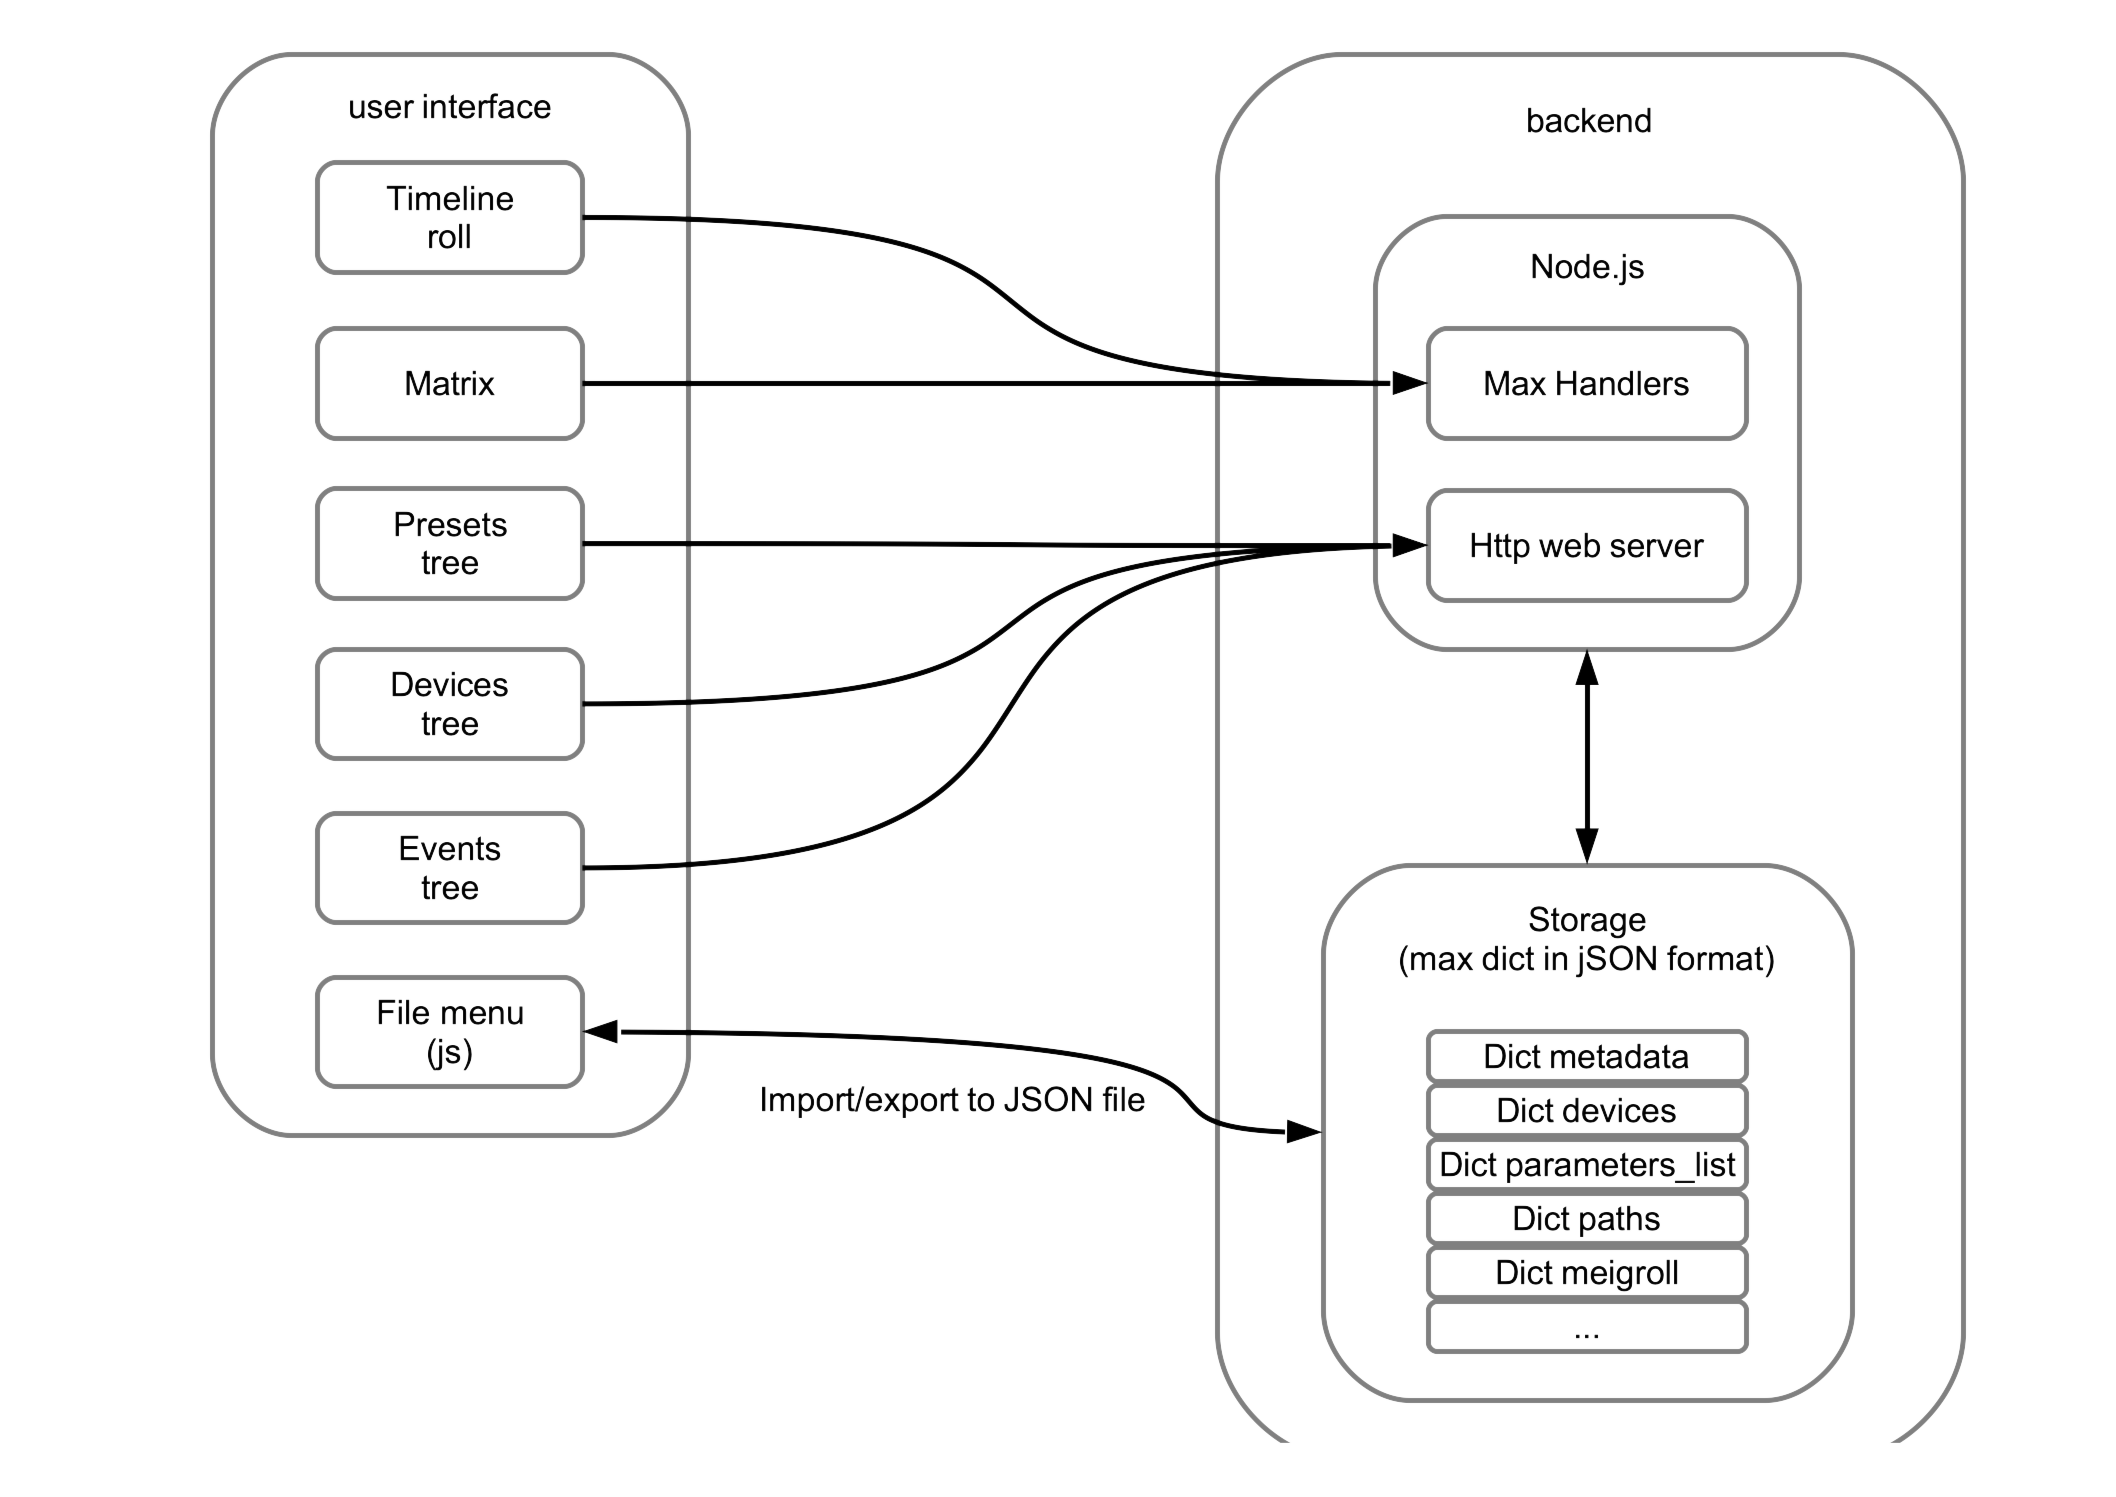 user interface
Timeline
roll
Matrix
Presets
tree
Devices
tree
Events
tree
File menu
(js)
Import/export to JSON file
backend
Node.js
Max Handlers
Http web server
Storage
(max dict in jSON format)
Dict metadata
Dict devices
Dict parameters_list
Dict paths
Dict meigroll
...